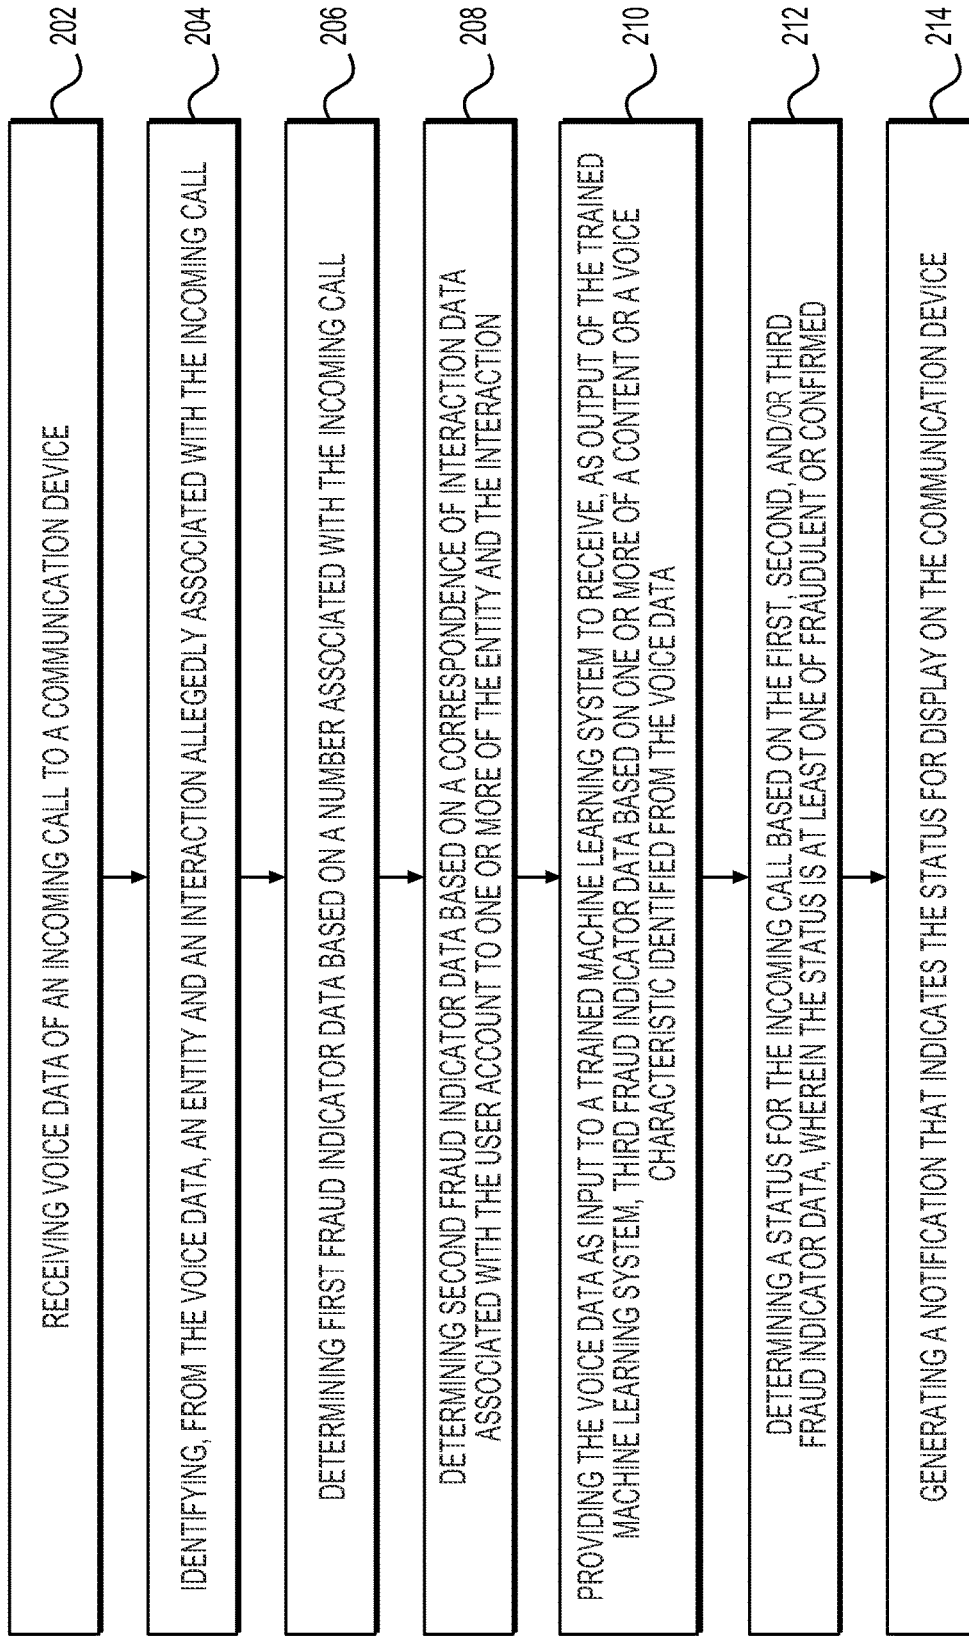 RECEIVING VOICE DATA OF AN INCOMING CALL TO A COMMUNICATION DEVICE
202
IDENTIFYING, FROM THE VOICE DATA, AN ENTITY AND AN INTERACTION ALLEGEDLY ASSOCIATED WITH THE INCOMING CALL
204
DETERMINING FIRST FRAUD INDICATOR DATA BASED ON A NUMBER ASSOCIATED WITH THE INCOMING CALL
206
DETERMINING SECOND FRAUD INDICATOR DATA BASED ON A CORRESPONDENCE OF INTERACTION DATA
ASSOCIATED WITH THE USER ACCOUNT TO ONE OR MORE OF THE ENTITY AND THE INTERACTION
208
PROVIDING THE VOICE DATA AS INPUT TO A TRAINED MACHINE LEARNING SYSTEM TO RECEIVE, AS OUTPUT OF THE TRAINED
MACHINE LEARNING SYSTEM, THIRD FRAUD INDICATOR DATA BASED ON ONE OR MORE OF A CONTENT OR A VOICE
CHARACTERISTIC IDENTIFIED FROM THE VOICE DATA
210
DETERMINING A STATUS FOR THE INCOMING CALL BASED ON THE FIRST, SECOND, AND/OR THIRD
FRAUD INDICATOR DATA, WHEREIN THE STATUS IS AT LEAST ONE OF FRAUDULENT OR CONFIRMED
212
GENERATING A NOTIFICATION THAT INDICATES THE STATUS FOR DISPLAY ON THE COMMUNICATION DEVICE
214